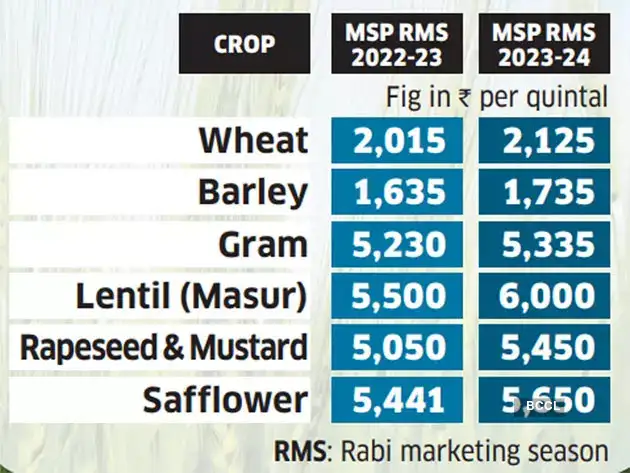 CROP MSP RMS 2022-23 MSP RMS 2023-24
Fig in ₹ per quintal
Wheat 2,015 2,125
Barley 1,635 1,735
Gram 5,230 5,335
Lentil (Masur) 5,500 6,000
Rapeseed & Mustard 5,050 5,450
Safflower 5,441 5,650
BCCL
RMS: Rabi marketing season